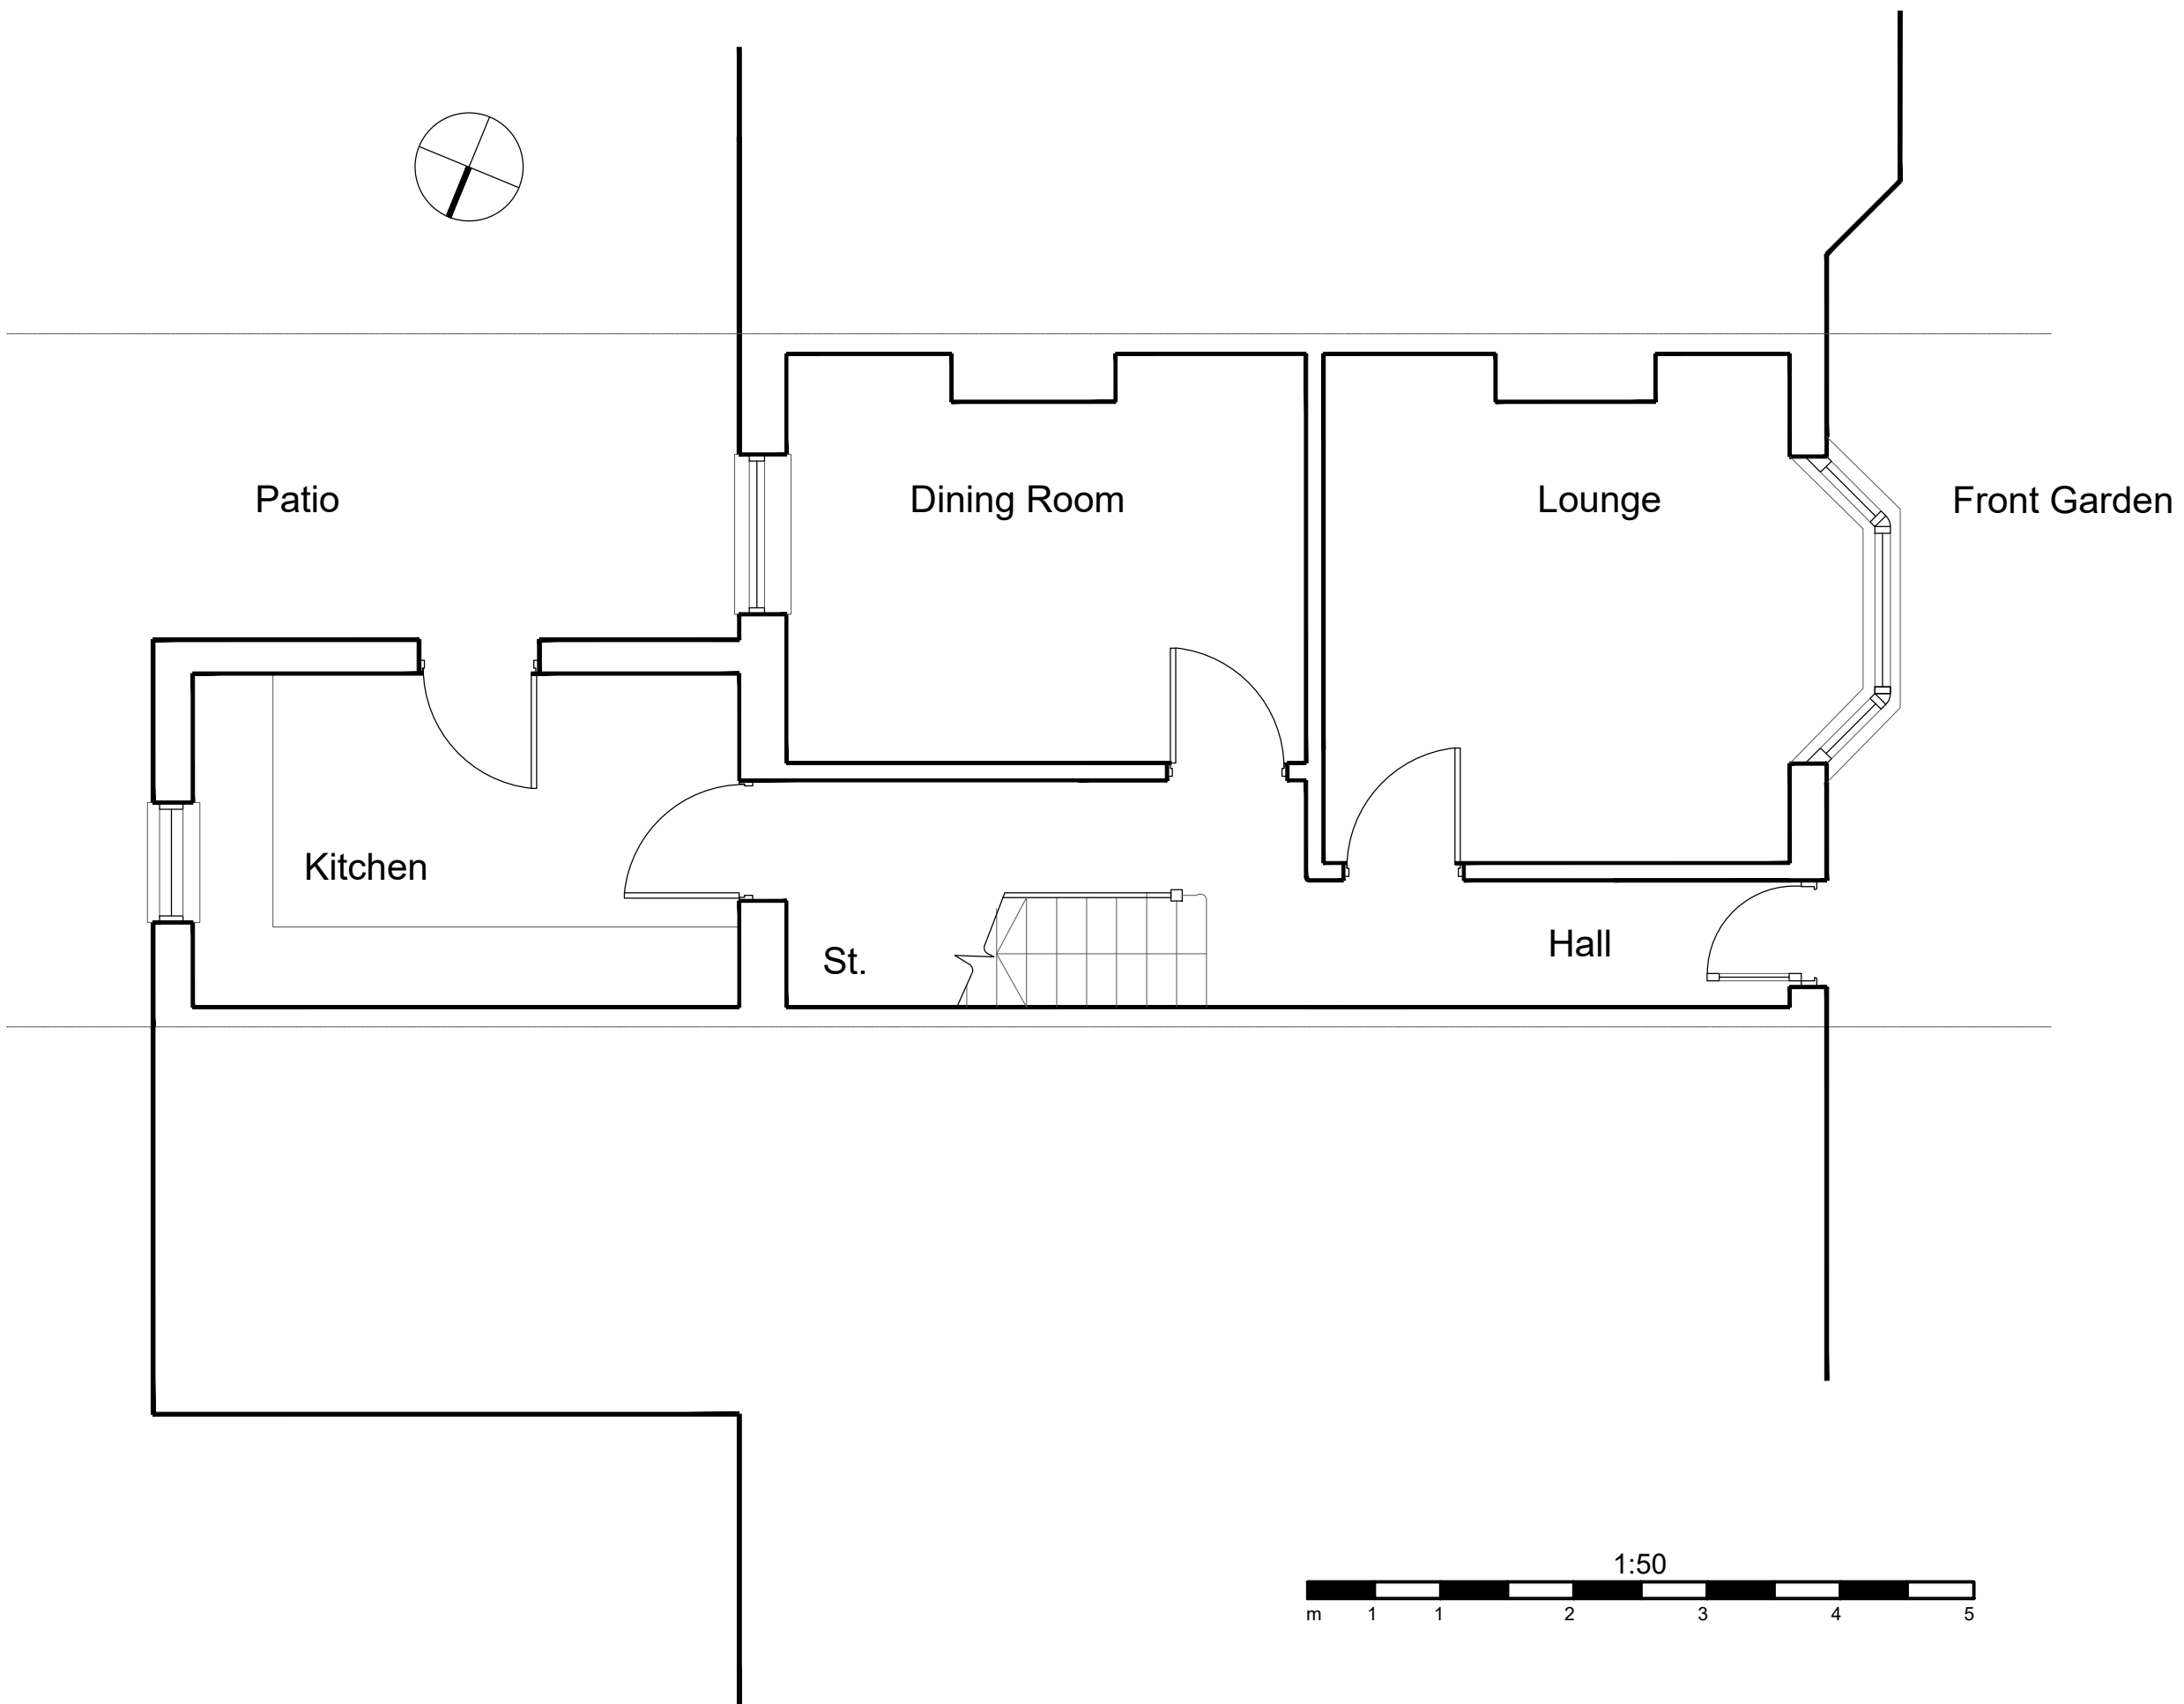 Patio
Dining Room
Lounge
Front Garden
Kitchen
St.
Hall
1:50
m 1 1 2 3 4 5